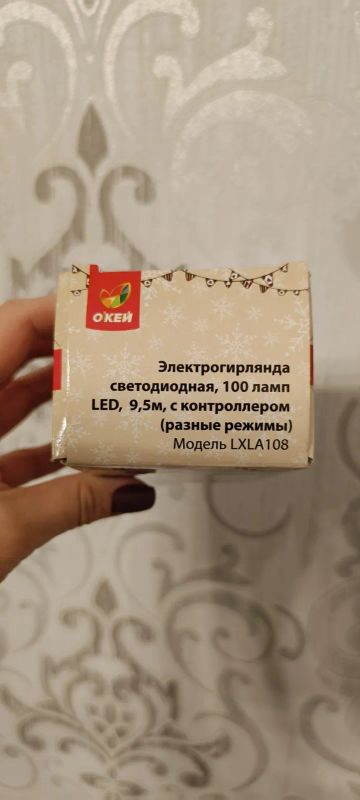 О'КЕЙ
Электрогирлянда
светодиодная, 100 ламп
LED, 9,5м, с контроллером
(разные режимы)
Модель LXLA108